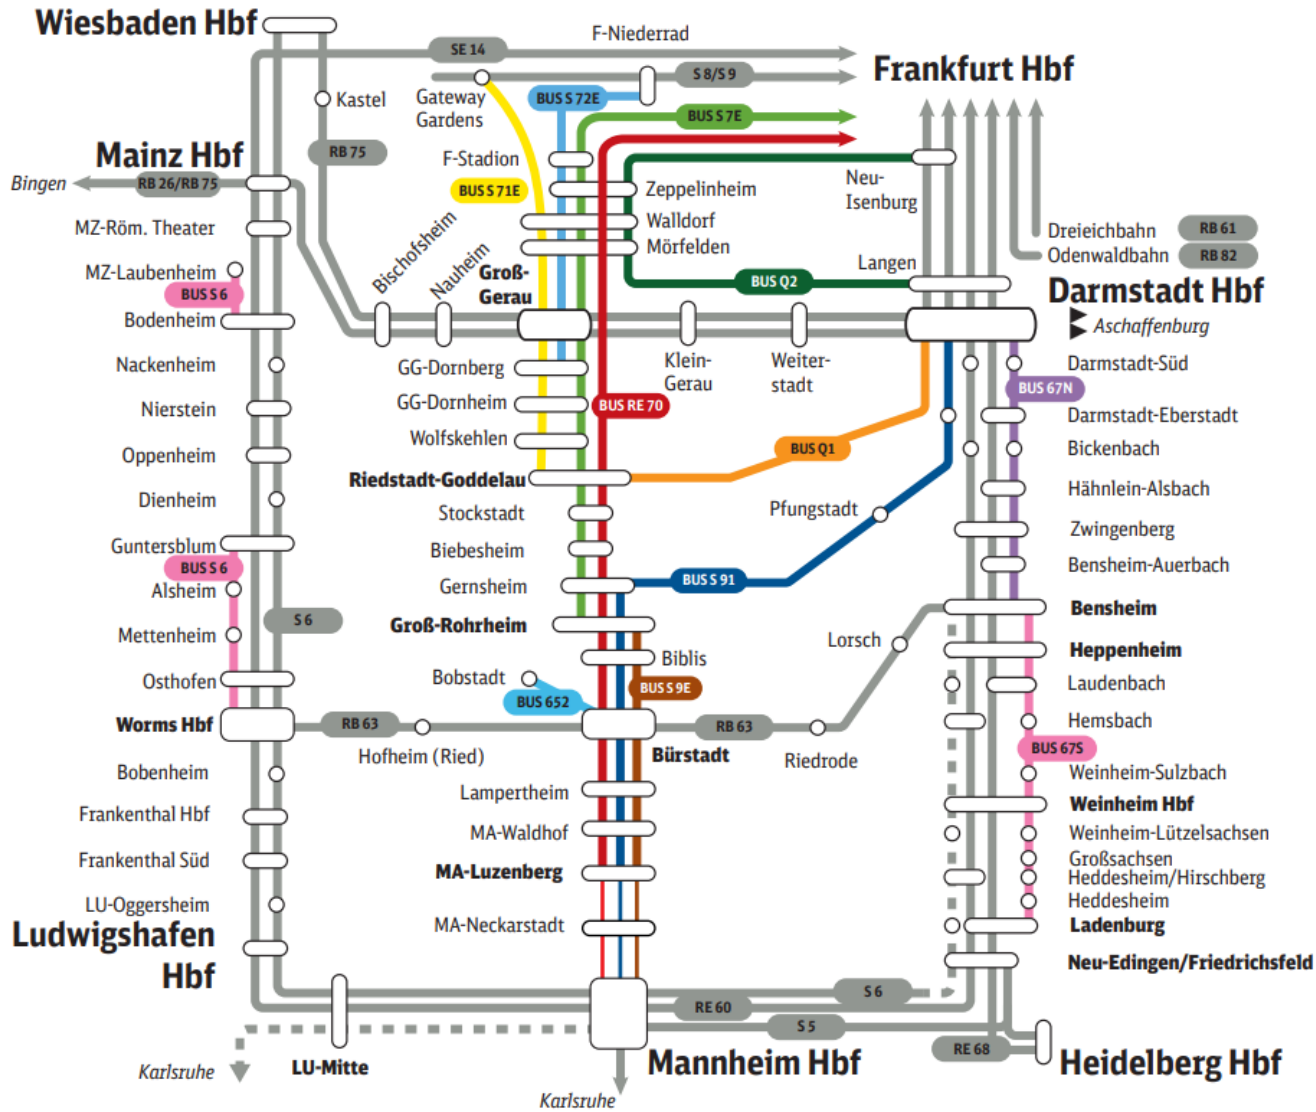 Wiesbaden Hbf
SE 14
F-Niederrad
S 8/S 9
Frankfurt Hbf
Kastel
Gateway
Gardens
BUS S 72E
BUS S 7E
RB 75
Mainz Hbf
F-Stadion
Bingen
RB 26/RB 75
BUS S 71E
Zeppelinheim
Neu-
Isenburg
MZ-Röm. Theater
Walldorf
Dreieichbahn
RB 61
Mörfelden
Odenwaldbahn
RB 82
Bischofsheim
Nauheim
MZ-Laubenheim
BUS S 6
Groß-
Gerau
BUS Q2
Langen
Darmstadt Hbf
Aschaffenburg
Bodenheim
Nackenheim
GG-Dornberg
Klein-
Gerau
Weiter-
stadt
Darmstadt-Süd
BUS 67N
Nierstein
GG-Dornheim
BUS RE 70
Darmstadt-Eberstadt
Wolfskehlen
BUS Q1
Bickenbach
Oppenheim
Riedstadt-Goddelau
Hähnlein-Alsbach
Dienheim
Stockstadt
Pfungstadt
Zwingenberg
Guntersblum
BUS S 6
Biebesheim
Bensheim-Auerbach
Alsheim
Gernsheim
BUS S 91
Bensheim
S 6
Mettenheim
Groß-Rohrheim
Lorsch
Heppenheim
Biblis
Osthofen
Bobstadt
BUS 652
BUS S 9E
Laudenbach
Worms Hbf
RB 63
Hofheim (Ried)
Bürstadt
RB 63
Riedrode
Hemsbach
BUS 67S
Bobenheim
Weinheim-Sulzbach
Lampertheim
Weinheim Hbf
Frankenthal Hbf
MA-Waldhof
Weinheim-Lützelsachsen
Frankenthal Süd
MA-Luzenberg
Großsachsen
Heddesheim/Hirschberg
LU-Oggersheim
Heddesheim
MA-Neckarstadt
Ladenburg
Ludwigshafen
Hbf
Neu-Edingen/Friedrichsfeld
S 6
RE 60
S 5
RE 68
Karlsruhe
LU-Mitte
Mannheim Hbf
Heidelberg Hbf
Karlsruhe